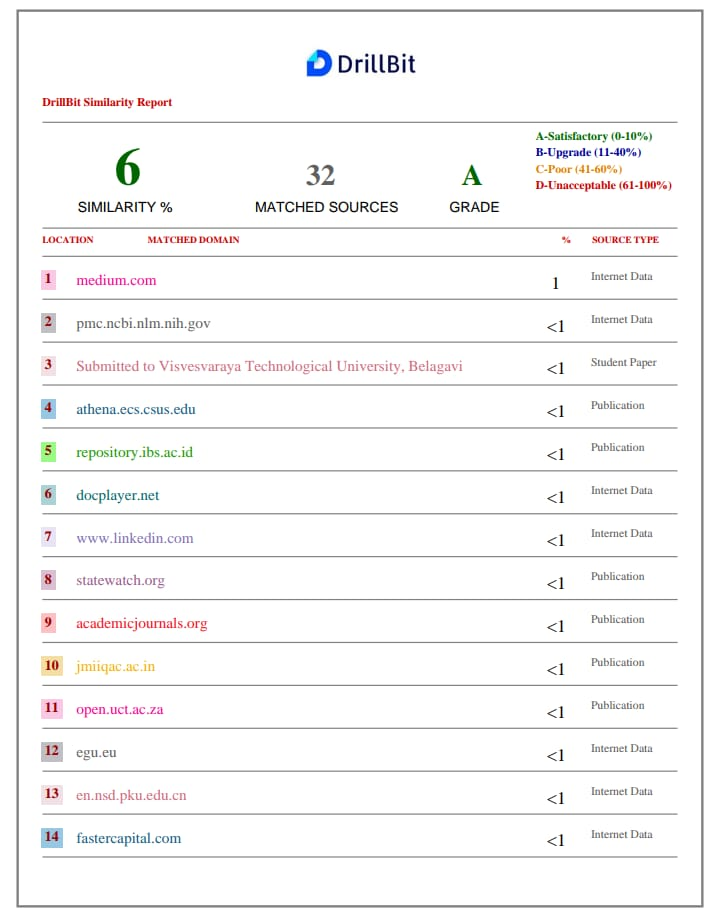 DrillBit
DrillBit Similarity Report
A-Satisfactory (0-10%)
B-Upgrade (11-40%)
C-Poor (41-60%)
D-Unacceptable (61-100%)
6 32 A
SIMILARITY % MATCHED SOURCES GRADE
LOCATION MATCHED DOMAIN % SOURCE TYPE
1 medium.com 1 Internet Data
2 pmc.ncbi.nlm.nih.gov <1 Internet Data
3 Submitted to Visvesvaraya Technological University, Belagavi <1 Student Paper
4 athena.ecs.csus.edu <1 Publication
5 repository.ibs.ac.id <1 Publication
6 docplayer.net <1 Internet Data
7 www.linkedin.com <1 Internet Data
8 statewatch.org <1 Publication
9 academicjournals.org <1 Publication
10 jmiiqac.ac.in <1 Publication
11 open.uct.ac.za <1 Publication
12 egu.eu <1 Internet Data
13 en.nsd.pku.edu.cn <1 Internet Data
14 fastercapital.com <1 Internet Data